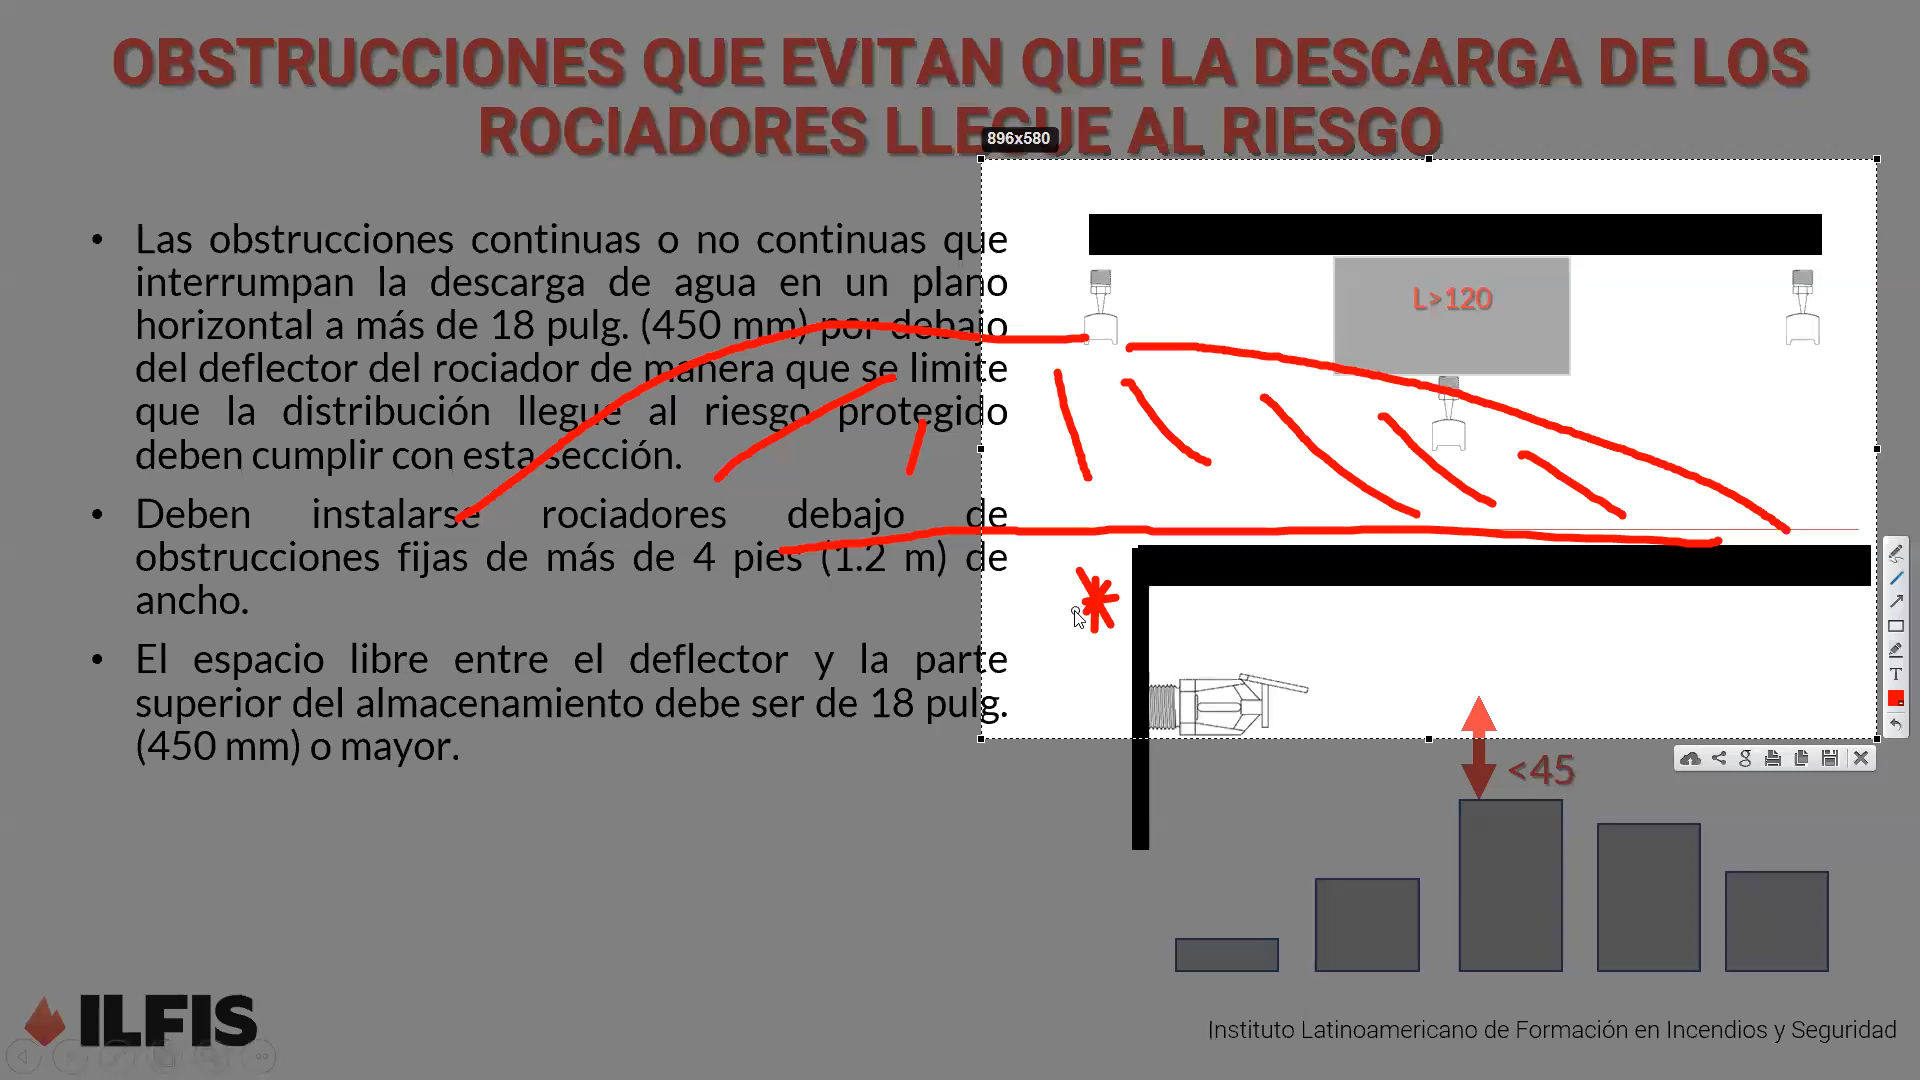 OBSTRUCCIONES QUE EVITAN QUE LA DESCARGA DE LOS
ROCIADORES LLEGUE AL RIESGO
896x580
• Las obstrucciones continuas o no continuas que
interrumpan la descarga de agua en un plano
horizontal a más de 18 pulg. (450 mm) por debajo
del deflector del rociador de manera que se limite
que la distribución llegue al riesgo protegido
deben cumplir con esta sección.
• Deben instalarse rociadores debajo de
obstrucciones fijas de más de 4 pies (1.2 m) de
ancho.
• El espacio libre entre el deflector y la parte
superior del almacenamiento debe ser de 18 pulg.
(450 mm) o mayor.
L>120
<45
ILFIS
Instituto Latinoamericano de Formación en Incendios y Seguridad